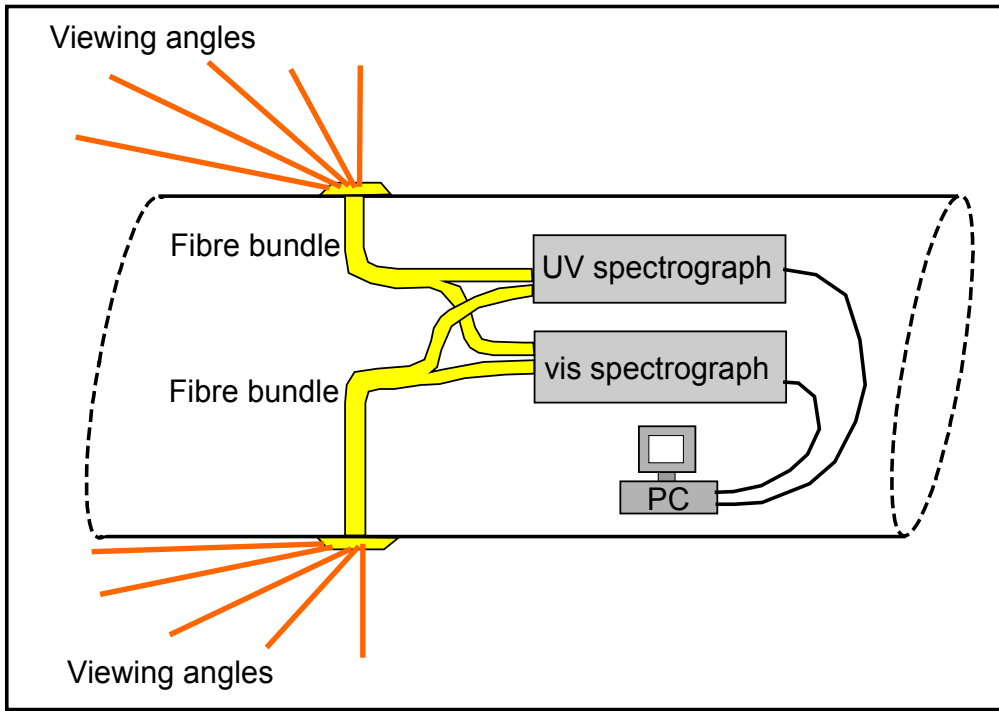 Viewing angles
Fibre bundle
UV spectrograph
vis spectrograph
Fibre bundle
PC
Viewing angles